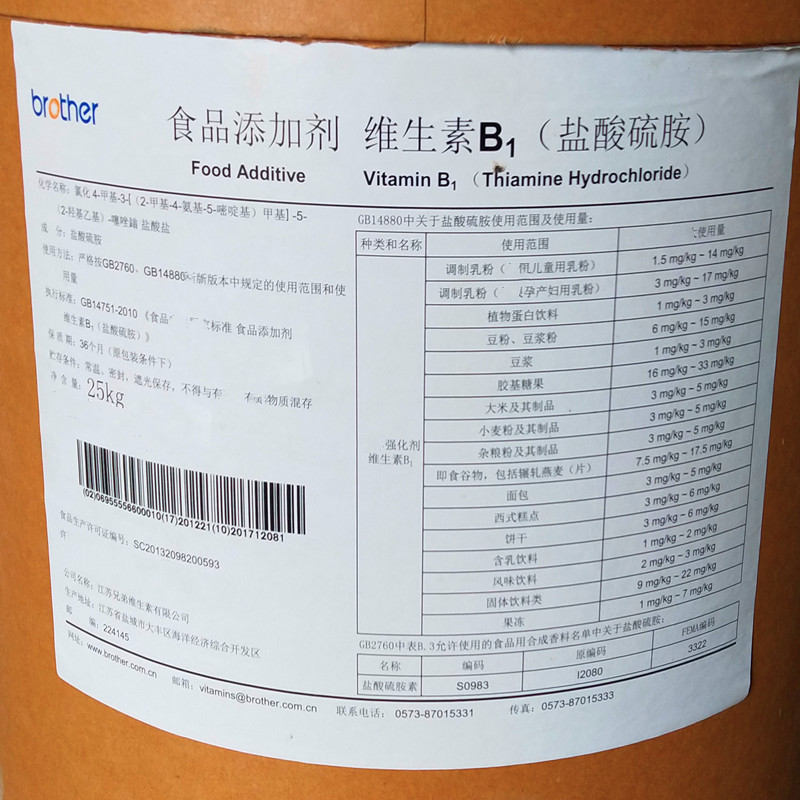 brother
食品添加剂 维生素B₁（盐酸硫胺）
Food Additive Vitamin B₁ （Thiamine Hydrochloride）
化学名称：氯化 4-甲基-3-[（2-甲基-4-氨基-5-嘧啶基）甲基] -5-
（2-羟基乙基）-噻唑鎓 盐酸盐
成 分：盐酸硫胺
使用方法：严格按GB2760、GB14880 新版本中规定的使用范围和使
用量
执行标准：GB14751-2010 《食品 标准 食品添加剂
维生素B₁（盐酸硫胺）》
保 质 期：36个月（原包装条件下）
贮存条件：常温、密封，遮光保存，不得与有 物质混存
净 含 量：25kg
(02)06955556600010(17)201221(10)201712081
食品生产许可证编号：SC20132098200593
许
公司名称：江苏兄弟维生素有限公司
生产地址：江苏省盐城市大丰区海洋经济综合开发区
邮 编：224145
网址：www.brother.com.cn 邮箱：vitamins@brother.com.cn 联系电话： 0573-87015331 传真：0573-87015333
GB14880中关于盐酸硫胺使用范围及使用量：
种类和名称 使用范围 使用量
强化剂
维生素B₁
调制乳粉（ 儿童用乳粉） 1.5 mg/kg ~ 14 mg/kg
调制乳粉（ 孕产妇用乳粉） 3 mg/kg ~ 17 mg/kg
植物蛋白饮料 1 mg/kg ~ 3 mg/kg
豆粉、豆浆粉 6 mg/kg ~ 15 mg/kg
豆浆 1 mg/kg ~ 3 mg/kg
胶基糖果 16 mg/kg ~ 33 mg/kg
大米及其制品 3 mg/kg ~ 5 mg/kg
小麦粉及其制品 3 mg/kg ~ 5 mg/kg
杂粮粉及其制品 3 mg/kg ~ 5 mg/kg
即食谷物，包括辗轧燕麦（片） 7.5 mg/kg ~ 17.5 mg/kg
面包 3 mg/kg ~ 5 mg/kg
西式糕点 3 mg/kg ~ 6 mg/kg
饼干 3 mg/kg ~ 6 mg/kg
含乳饮料 1 mg/kg ~ 2 mg/kg
风味饮料 2 mg/kg ~ 3 mg/kg
固体饮料类 9 mg/kg ~ 22 mg/kg
果冻 1 mg/kg ~ 7 mg/kg
GB2760中表B.3允许使用的食品用合成香料名单中关于盐酸硫胺：
名称 编码 原编码 FEMA编码
盐酸硫胺素 S0983 I2080 3322